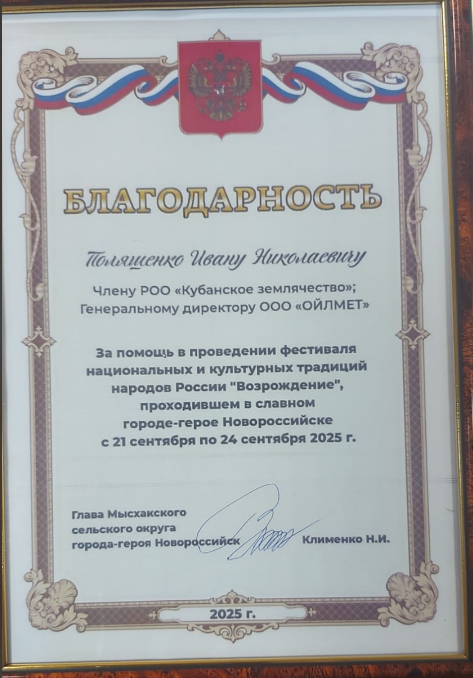 БЛАГОДАРНОСТЬ
Полященко Ивану Николаевичу
Члену РОО «Кубанское землячество»;
Генеральному директору ООО «ОЙЛМЕТ»
За помощь в проведении фестиваля
национальных и культурных традиций
народов России "Возрождение",
проходившем в славном
городе-герое Новороссийске
с 21 сентября по 24 сентября 2025 г.
Глава Мысхакского
сельского округа
города-героя Новороссийск
Клименко Н.И.
2025 г.